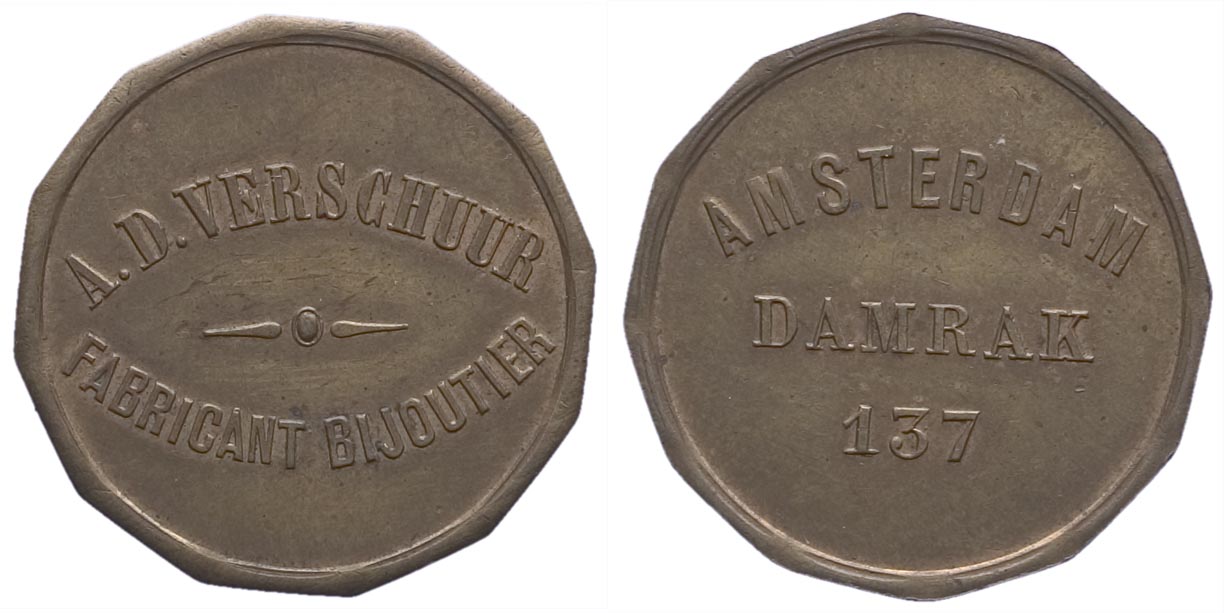 A. D. VERSCHUUR
FABRICANT BIJOUTIER
AMSTERDAM
DAMRAK
137